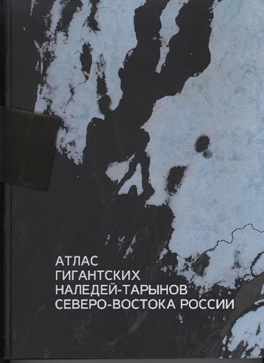 АТЛАС
ГИГАНТСКИХ
НАЛЕДЕЙ-ТАРЫНОВ
СЕВЕРО-ВОСТОКА РОССИИ